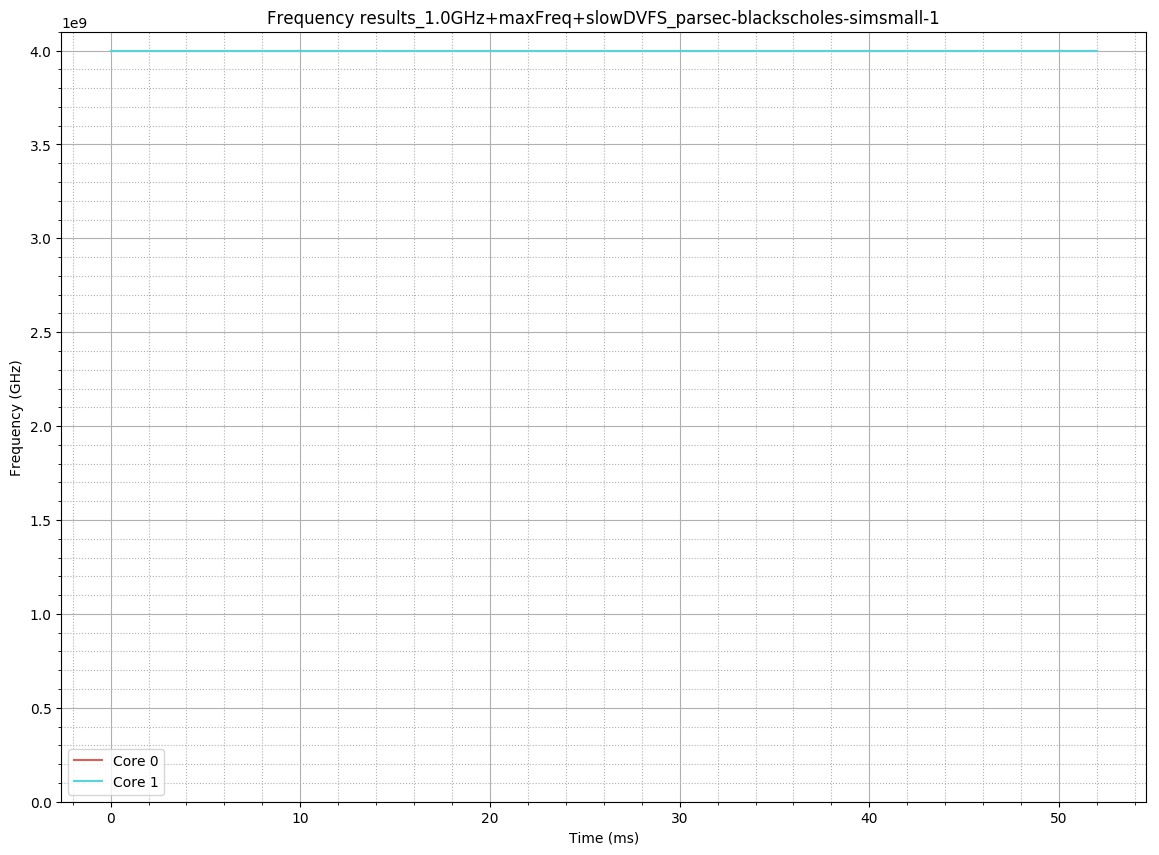 Frequency results_1.0GHz+maxFreq+slowDVFS_parsec-blackscholes-simsmall-1
1e9
4.0
3.5
3.0
2.5
2.0
1.5
1.0
0.5
0.0
Frequency (GHz)
Core 0
Core 1
0 10 20 30 40 50
Time (ms)